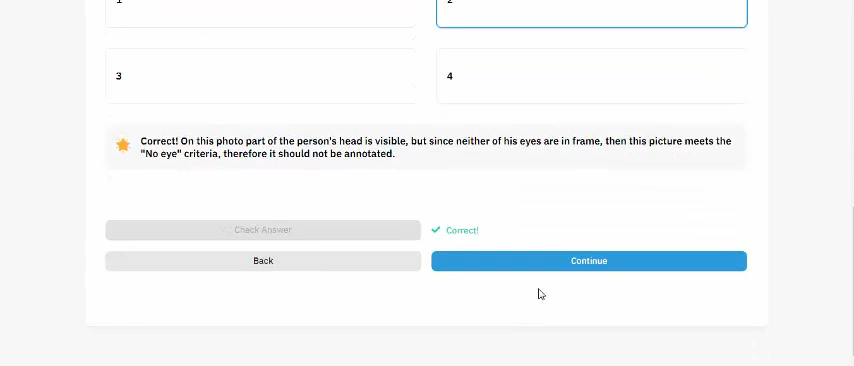 1 2
3 4
Correct! On this photo part of the person's head is visible, but since neither of his eyes are in frame, then this picture meets the
"No eye" criteria, therefore it should not be annotated.
Check Answer Correct!
Back Continue